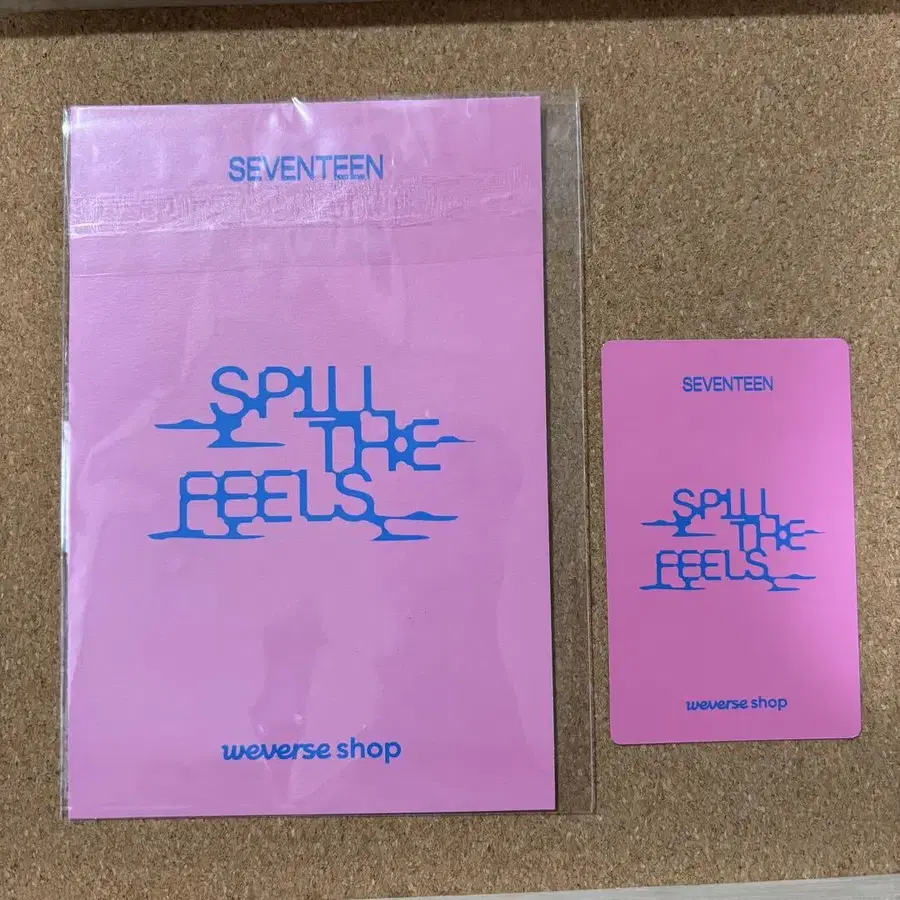 SEVENTEEN
SPILL
THE
FEELS
weverse shop
SEVENTEEN
SPILL
THE
FEELS
weverse shop